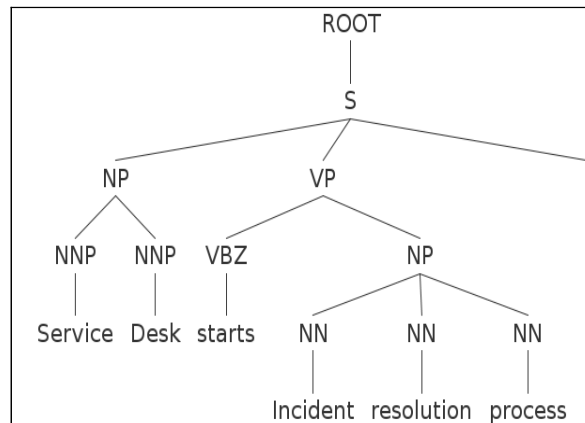 ROOT
S
NP VP
NNP NNP VBZ NP
Service Desk starts NN NN NN
Incident resolution process